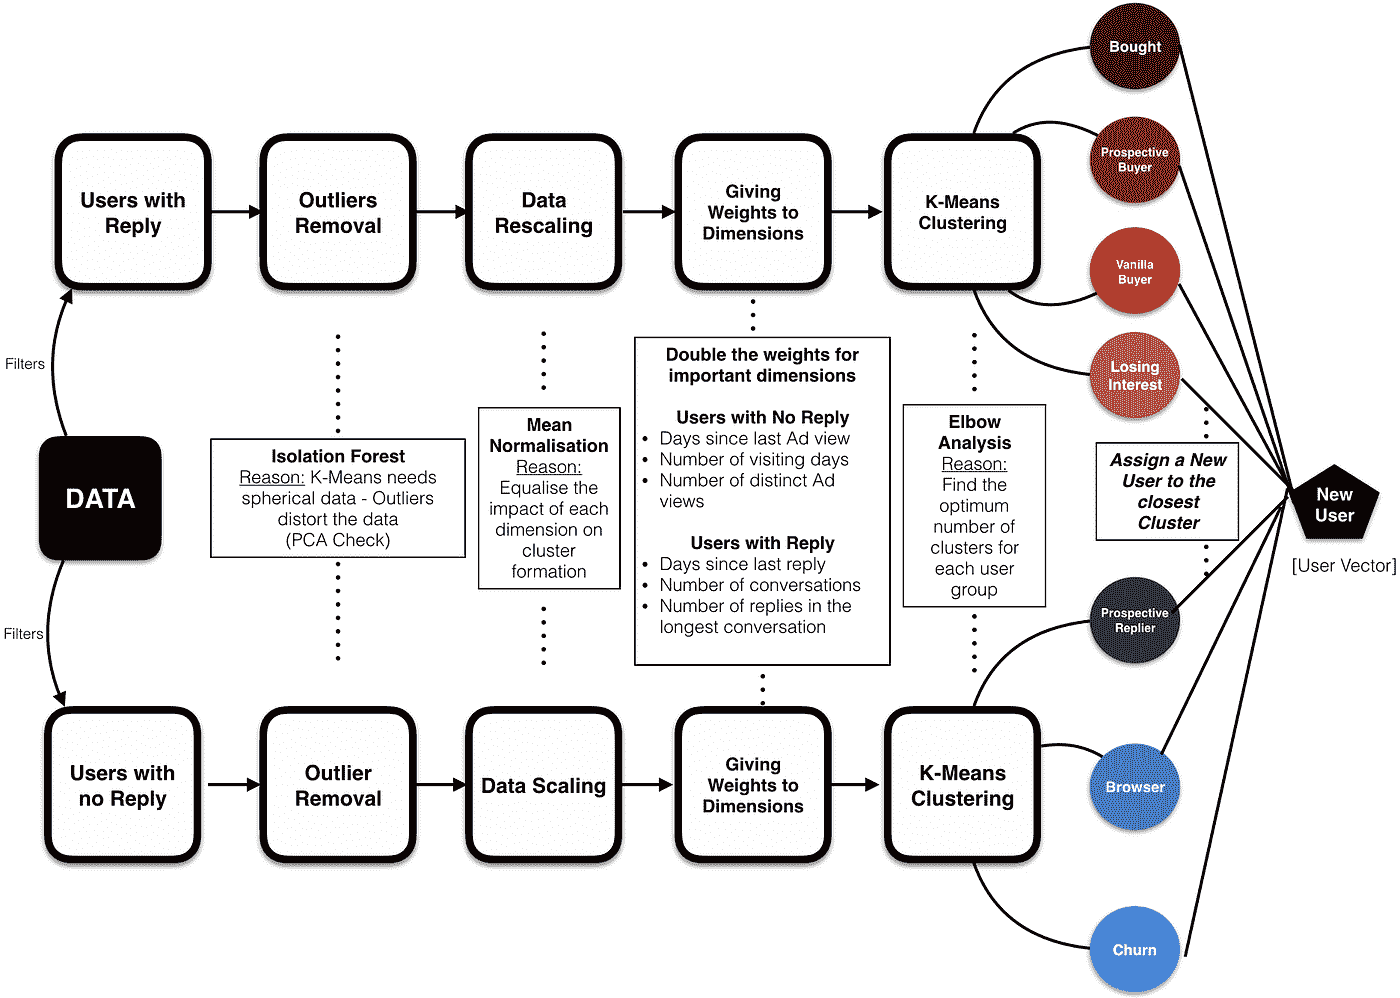 Bought
Prospective
Buyer
Users with
Reply
Outliers
Removal
Data
Rescaling
Giving
Weights to
Dimensions
K-Means
Clustering
Vanilla
Buyer
Losing
Interest
Filters
DATA
Filters
Isolation Forest
Reason: K-Means needs
spherical data - Outliers
distort the data
(PCA Check)
Mean
Normalisation
Reason:
Equalise the
impact of each
dimension on
cluster
formation
Double the weights for
important dimensions
Users with No Reply
• Days since last Ad view
• Number of visiting days
• Number of distinct Ad
views
Users with Reply
• Days since last reply
• Number of conversations
• Number of replies in the
longest conversation
Elbow
Analysis
Reason:
Find the
optimum
number of
clusters for
each user
group
Assign a New
User to the
closest
Cluster
New
User
[User Vector]
Prospective
Replier
Users with
no Reply
Outlier
Removal
Data Scaling
Giving
Weights to
Dimensions
K-Means
Clustering
Browser
Churn